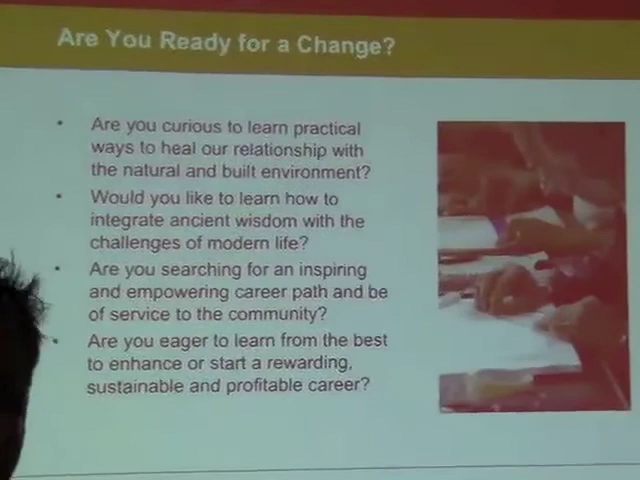 Are You Ready for a Change?
• Are you curious to learn practical
ways to heal our relationship with
the natural and built environment?
• Would you like to learn how to
integrate ancient wisdom with the
challenges of modern life?
• Are you searching for an inspiring
and empowering career path and be
of service to the community?
• Are you eager to learn from the best
to enhance or start a rewarding,
sustainable and profitable career?